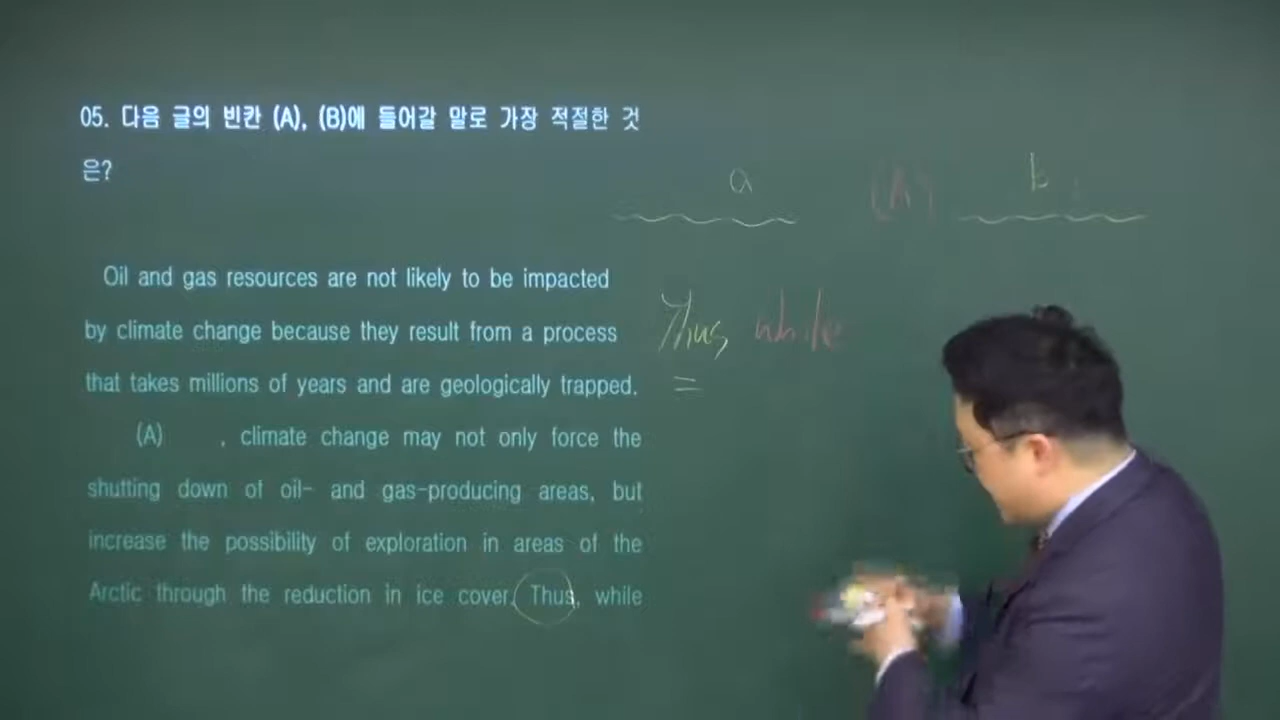 05. 다음 글의 빈칸 (A), (B)에 들어갈 말로 가장 적절한 것
은?
a (A) b
Oil and gas resources are not likely to be impacted
by climate change because they result from a process
that takes millions of years and are geologically trapped.
(A) , climate change may not only force the
shutting down of oil- and gas-producing areas, but
increase the possibility of exploration in areas of the
Arctic through the reduction in ice cover. Thus, while
Thus while
=